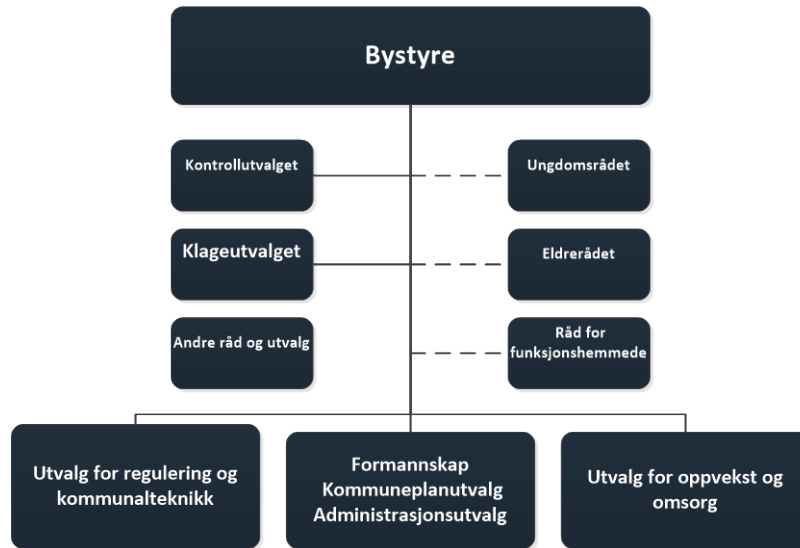 Bystyre
Kontrollutvalget
Ungdomsrådet
Klageutvalget
Eldrerådet
Andre råd og utvalg
Råd for
funksjonshemmede
Utvalg for regulering og
kommunalteknikk
Formannskap
Kommuneplanutvalg
Administrasjonsutvalg
Utvalg for oppvekst og
omsorg